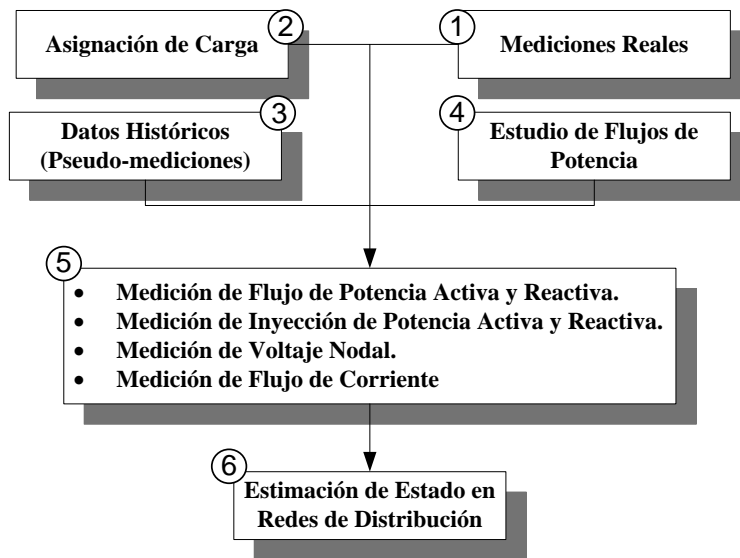 2
1
Asignación de Carga
Mediciones Reales
3
4
Datos Históricos
(Pseudo-mediciones)
Estudio de Flujos de
Potencia
5
• Medición de Flujo de Potencia Activa y Reactiva.
• Medición de Inyección de Potencia Activa y Reactiva.
• Medición de Voltaje Nodal.
• Medición de Flujo de Corriente
6
Estimación de Estado en
Redes de Distribución